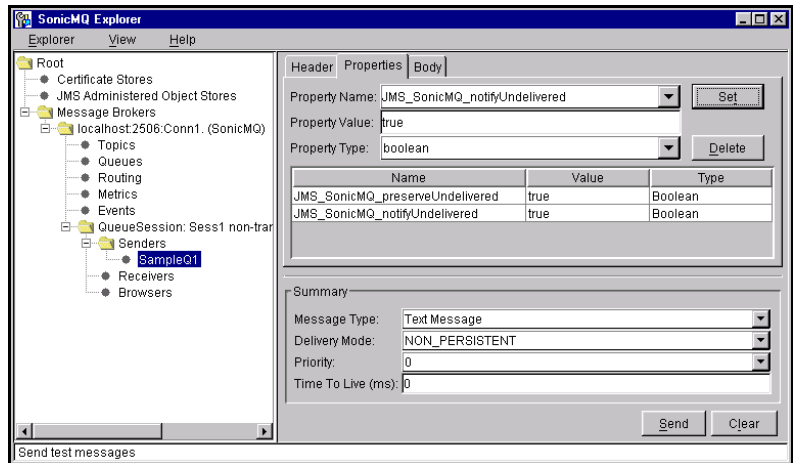 SonicMQ Explorer
Explorer View Help
Root
Certificate Stores
JMS Administered Object Stores
Message Brokers
localhost:2506:Conn1. (SonicMQ)
Topics
Queues
Routing
Metrics
Events
QueueSession: Sess1 non-trar
Senders
SampleQ1
Receivers
Browsers
Header Properties Body
Property Name: JMS_SonicMQ_notifyUndelivered Set
Property Value: true
Property Type: boolean Delete
Name Value Type
JMS_SonicMQ_preserveUndelivered true Boolean
JMS_SonicMQ_notifyUndelivered true Boolean
Summary
Message Type: Text Message
Delivery Mode: NON_PERSISTENT
Priority: 0
Time To Live (ms): 0
Send Clear
Send test messages